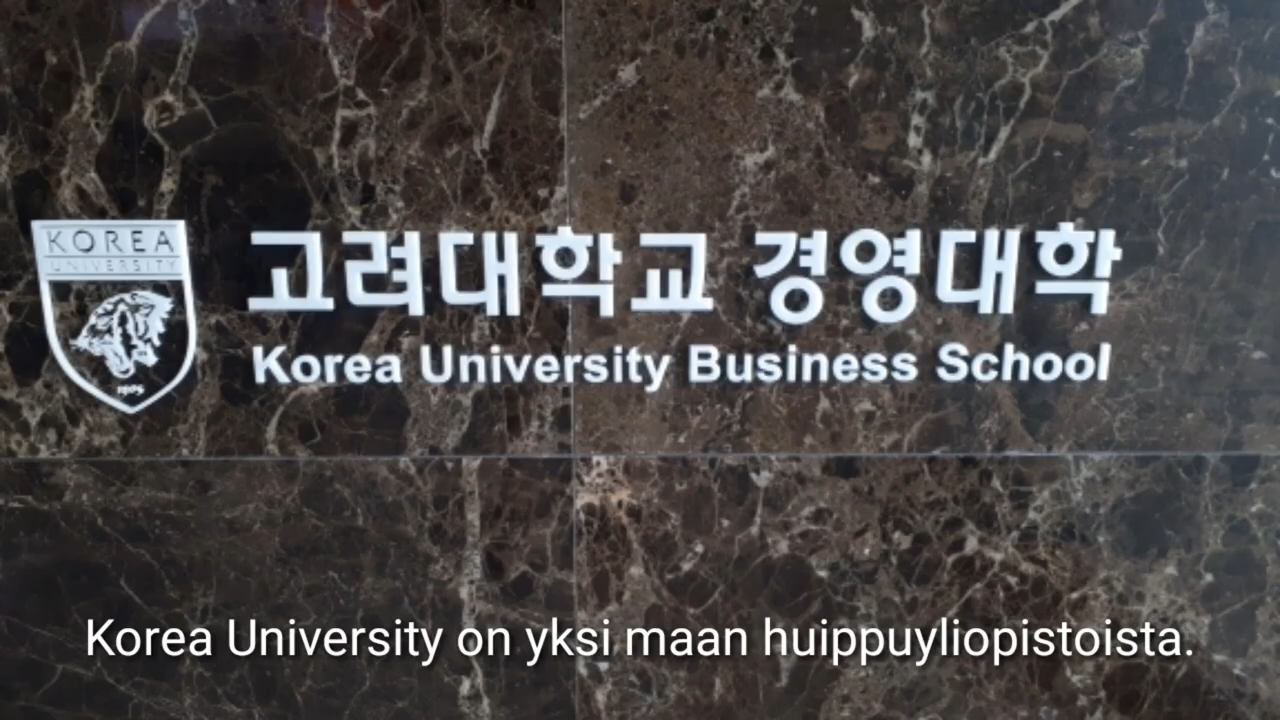 KOREA
UNIVERSITY
1905
고려대학교 경영대학
Korea University Business School
Korea University on yksi maan huippuyliopistoista.